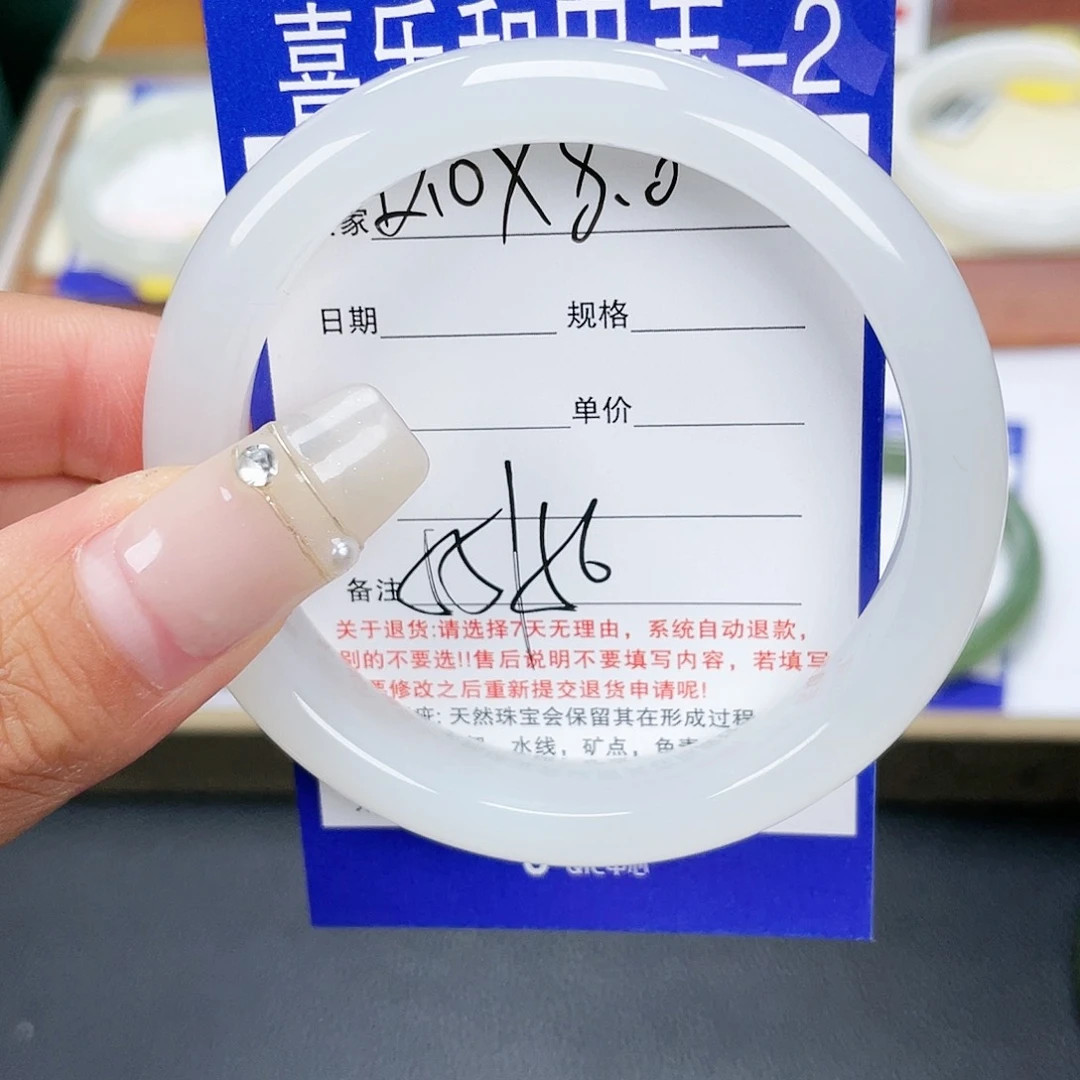 喜乐和田玉-2
家 X 8.0
日期 规格
单价
备注
关于退货:请选择7天无理由，系统自动退款，
别的不要选!!售后说明不要填写内容，若填写
要修改之后重新提交退货申请呢!
天然珠宝会保留其在形成过程
水线，矿点，色